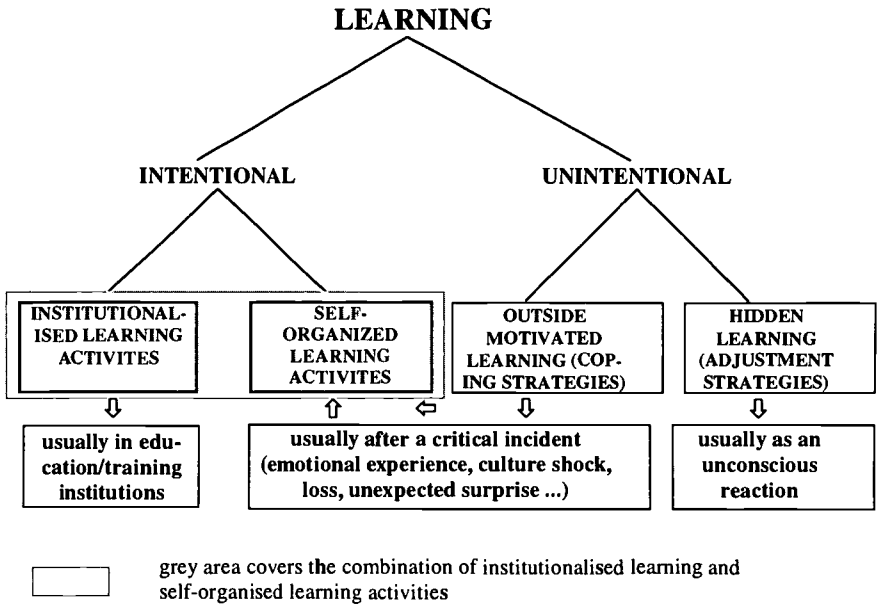 LEARNING
INTENTIONAL
UNINTENTIONAL
INSTITUTIONAL-
ISED LEARNING
ACTIVITES
SELF-
ORGANIZED
LEARNING
ACTIVITES
OUTSIDE
MOTIVATED
LEARNING (COP-
ING STRATEGIES)
HIDDEN
LEARNING
(ADJUSTMENT
STRATEGIES)
usually in edu-
cation/training
institutions
usually after a critical incident
(emotional experience, culture shock,
loss, unexpected surprise ...)
usually as an
unconscious
reaction
grey area covers the combination of institutionalised learning and
self-organised learning activities